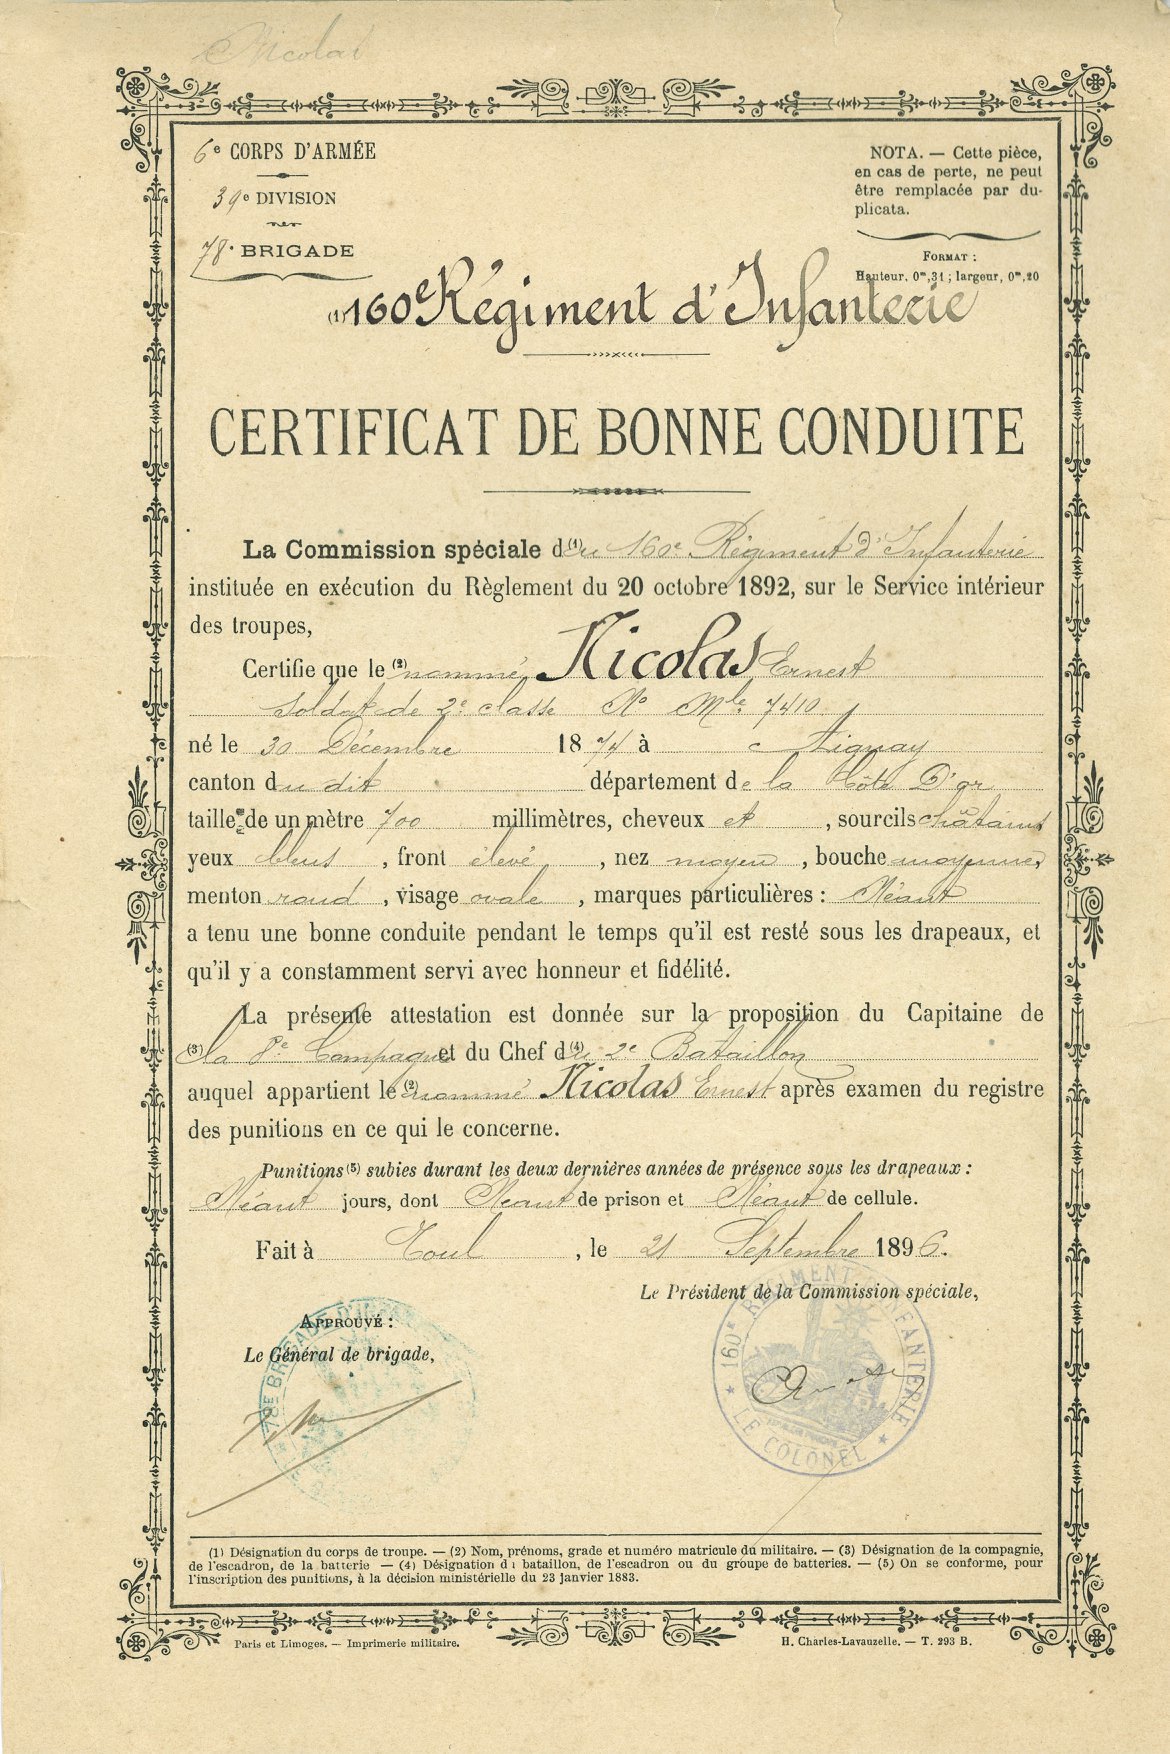 Nicolas
6e CORPS D'ARMÉE
39e DIVISION
78e BRIGADE
NOTA. — Cette pièce,
en cas de perte, ne peut
être remplacée par du-
plicata.
FORMAT :
Hauteur, 0m,31 ; largeur, 0m,20
(1) 160e Régiment d'Infanterie
CERTIFICAT DE BONNE CONDUITE
La Commission spéciale d(1)u 160e Régiment d'Infanterie
instituée en exécution du Règlement du 20 octobre 1892, sur le Service intérieur
des troupes,
Certifie que le (2) nommé Nicolas Ernest
Soldat de 2e classe No Mle 7410
né le 30 Décembre 1874 à Aignay
canton du dit département de la Côte D'or
taille de un mètre 700 millimètres, cheveux et , sourcils châtains
yeux bleus , front élevé , nez moyen , bouche moyenne,
menton rond , visage ovale , marques particulières : Néant
a tenu une bonne conduite pendant le temps qu'il est resté sous les drapeaux, et
qu'il y a constamment servi avec honneur et fidélité.
La présente attestation est donnée sur la proposition du Capitaine de
(3) la 8e Compagnie et du Chef d(4)u 2e Bataillon
auquel appartient le (2) nommé Nicolas Ernest après examen du registre
des punitions en ce qui le concerne.
Punitions (5) subies durant les deux dernières années de présence sous les drapeaux :
Néant jours, dont Néant de prison et Néant de cellule.
Fait à Toul , le 21 Septembre 1896.
Le Président de la Commission spéciale,
APPROUVÉ :
Le Général de brigade,
78E BRIGADE D'INFANTERIE
160E RÉGIMENT D'INFANTERIE
LE COLONEL
(1) Désignation du corps de troupe. — (2) Nom, prénoms, grade et numéro matricule du militaire. — (3) Désignation de la compagnie,
de l'escadron, de la batterie — (4) Désignation du bataillon, de l'escadron ou du groupe de batteries. — (5) On se conforme, pour
l'inscription des punitions, à la décision ministérielle du 23 janvier 1883.
Paris et Limoges. — Imprimerie militaire.
H. Charles-Lavauzelle. — T. 293 B.